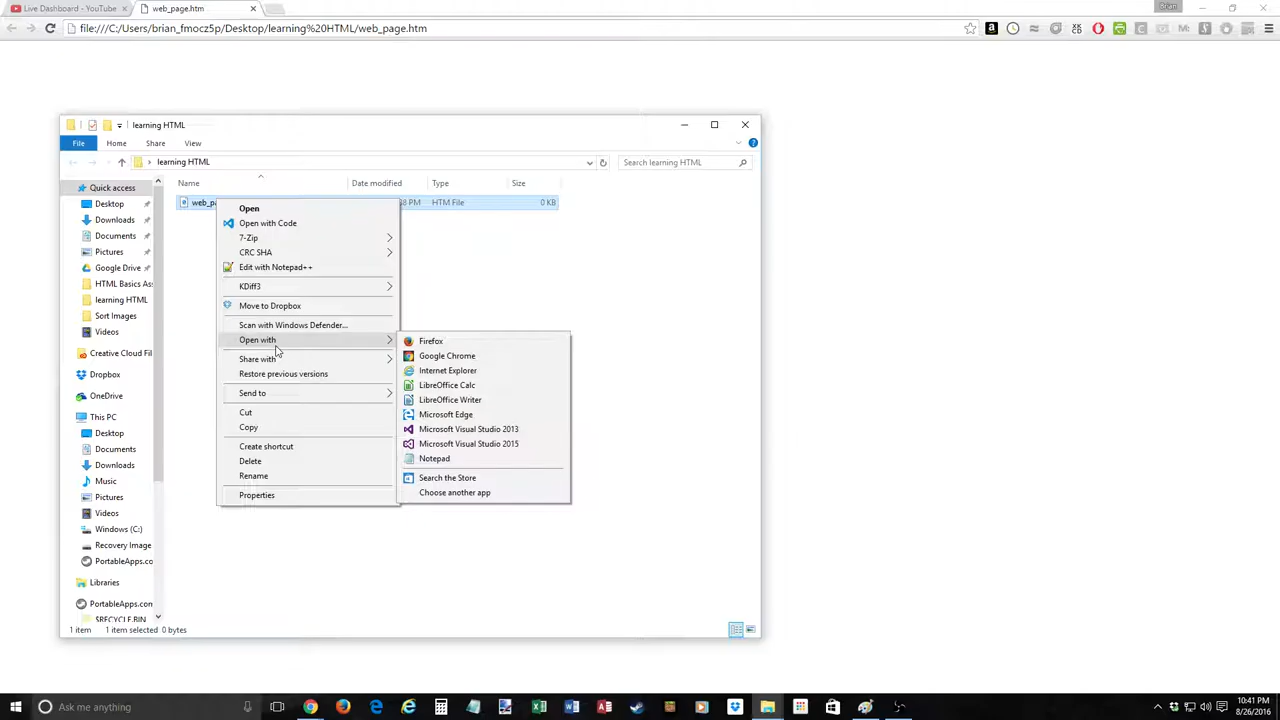 Live Dashboard - YouTube
web_page.htm
Brian
file:///C:/Users/brian_fmocz5p/Desktop/learning%20HTML/web_page.htm
learning HTML
File
Home
Share
View
learning HTML
Search learning HTML
Name
Date modified
Type
Size
Quick access
Desktop
Downloads
Documents
Pictures
Google Drive
HTML Basics Ass
learning HTML
Sort Images
Videos
Creative Cloud Fil
Dropbox
OneDrive
This PC
Desktop
Documents
Downloads
Music
Pictures
Videos
Windows (C:)
Recovery Image
PortableApps.co
Libraries
PortableApps.com
$RECYCLE.BIN
web_pa
38 PM
HTM File
0 KB
Open
Open with Code
7-Zip
CRC SHA
Edit with Notepad++
KDiff3
Move to Dropbox
Scan with Windows Defender...
Open with
Share with
Restore previous versions
Send to
Cut
Copy
Create shortcut
Delete
Rename
Properties
Firefox
Google Chrome
Internet Explorer
LibreOffice Calc
LibreOffice Writer
Microsoft Edge
Microsoft Visual Studio 2013
Microsoft Visual Studio 2015
Notepad
Search the Store
Choose another app
1 item
1 item selected
0 bytes
Ask me anything
10:41 PM
8/26/2016